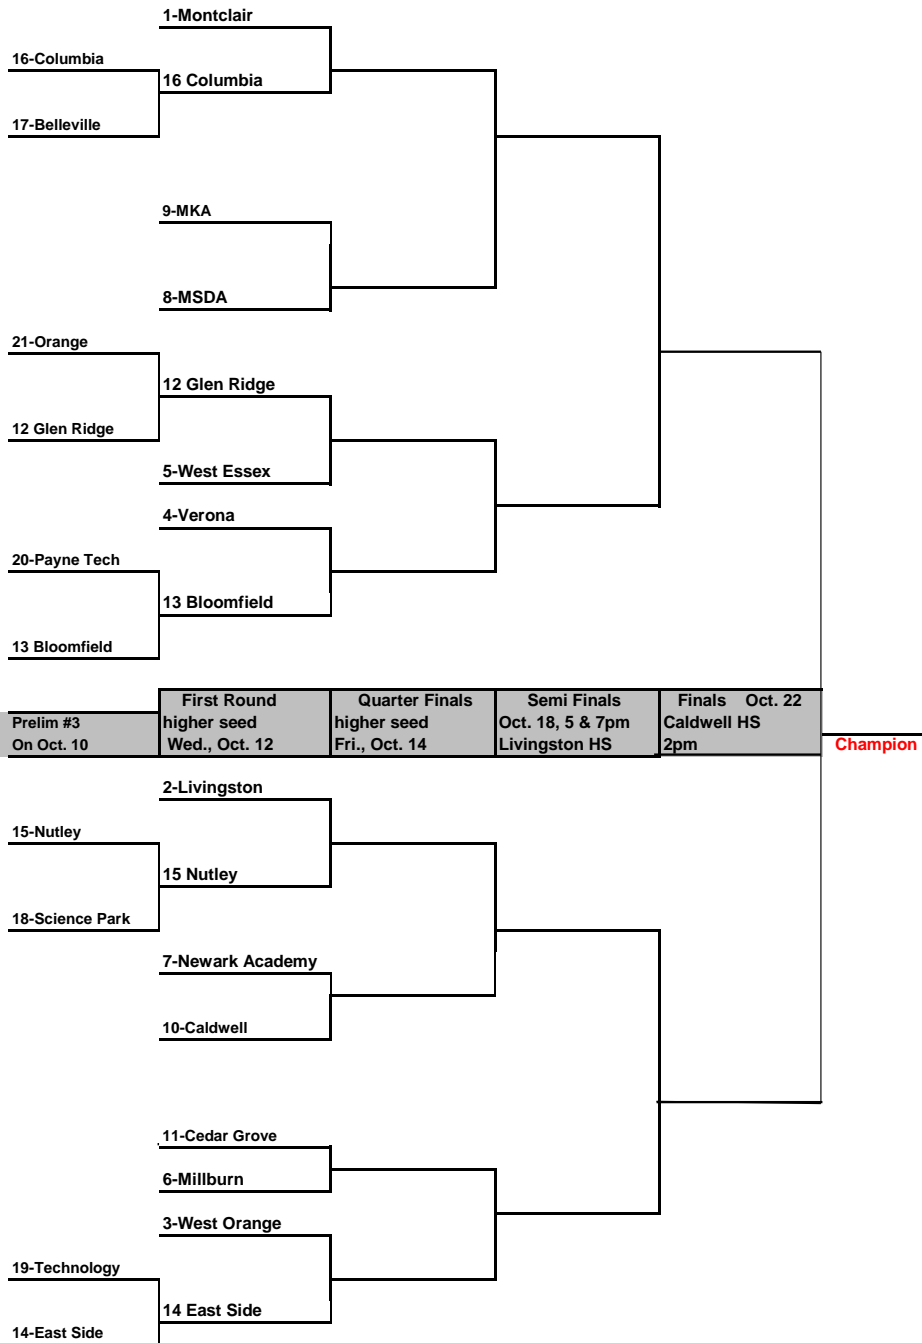 1-Montclair
16-Columbia
16 Columbia
17-Belleville
9-MKA
8-MSDA
21-Orange
12 Glen Ridge
12 Glen Ridge
5-West Essex
4-Verona
20-Payne Tech
13 Bloomfield
13 Bloomfield
First Round Quarter Finals Semi Finals Finals Oct. 22
Prelim #3 higher seed higher seed Oct. 18, 5 & 7pm Caldwell HS
On Oct. 10 Wed., Oct. 12 Fri., Oct. 14 Livingston HS 2pm Champion
2-Livingston
15-Nutley
15 Nutley
18-Science Park
7-Newark Academy
10-Caldwell
11-Cedar Grove
6-Millburn
3-West Orange
19-Technology
14 East Side
14-East Side